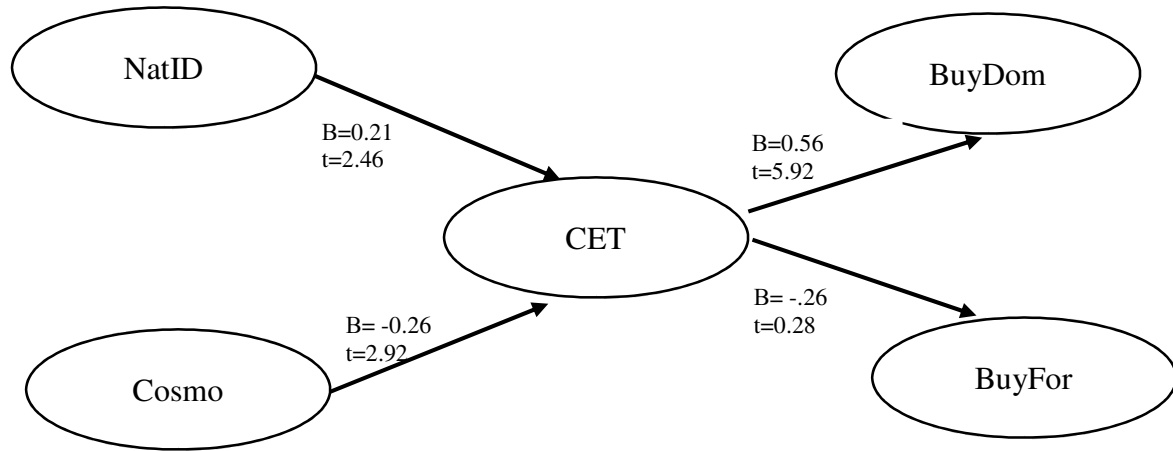 NatID
BuyDom
B=0.21
t=2.46
B=0.56
t=5.92
CET
B= -0.26
t=2.92
B= -.26
t=0.28
Cosmo
BuyFor